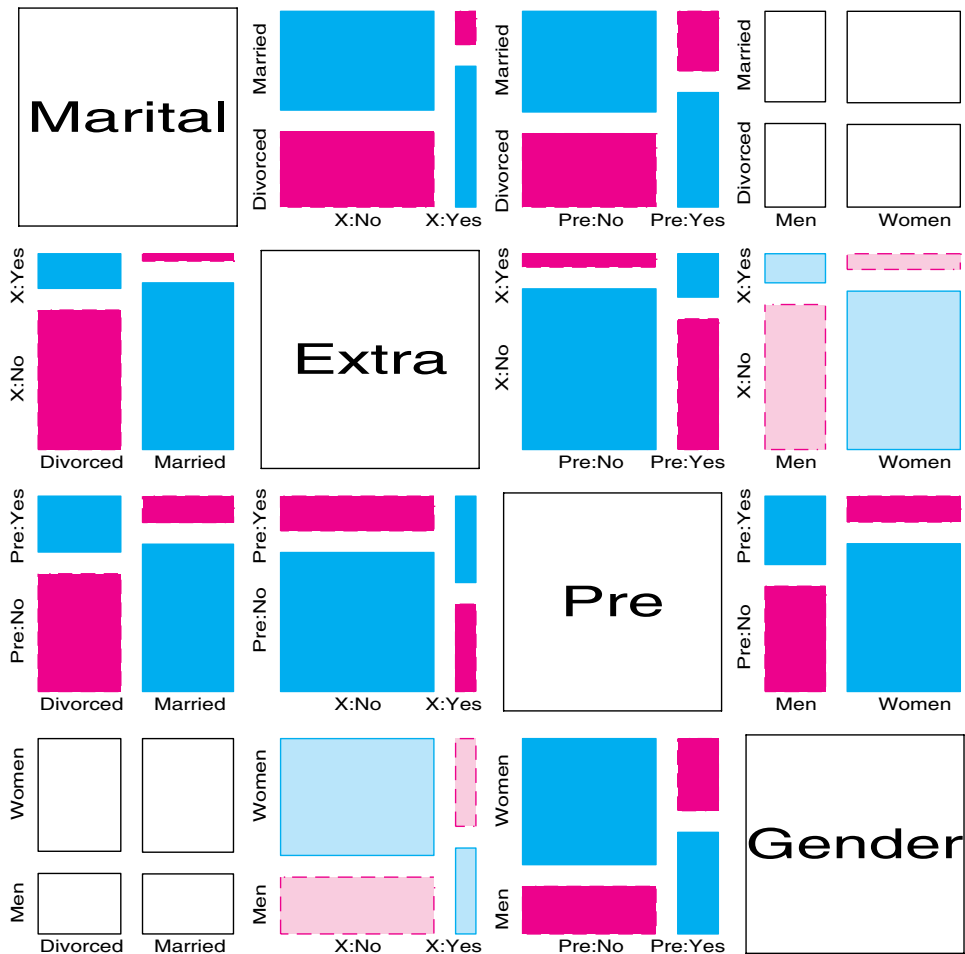 Marital
Married
Divorced
X:No X:Yes
Married
Divorced
Pre:No Pre:Yes
Married
Divorced
Men Women
X:Yes
X:No
Divorced Married
Extra
X:Yes
X:No
Pre:No Pre:Yes
X:Yes
X:No
Men Women
Pre:Yes
Pre:No
Divorced Married
Pre:Yes
Pre:No
X:No X:Yes
Pre
Pre:Yes
Pre:No
Men Women
Women
Men
Divorced Married
Women
Men
X:No X:Yes
Women
Men
Pre:No Pre:Yes
Gender